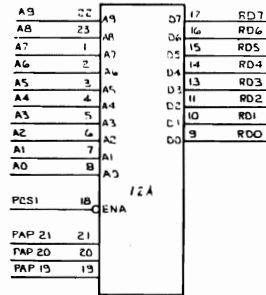 A9 22 A9 D7 17 RD7
A8 23 A8 D6 16 RD6
A7 1 A7 D5 15 RD5
A6 2 A6 D4 14 RD4
A5 3 A5 D3 13 RD3
A4 4 A4 D2 11 RD2
A3 5 A3 D1 10 RD1
A2 6 A2 D0 9 RD0
A1 7 A1
A0 8 A0
12A
PCS1 18 ENA
PAP 21 21
PAP 20 20
PAP 19 19